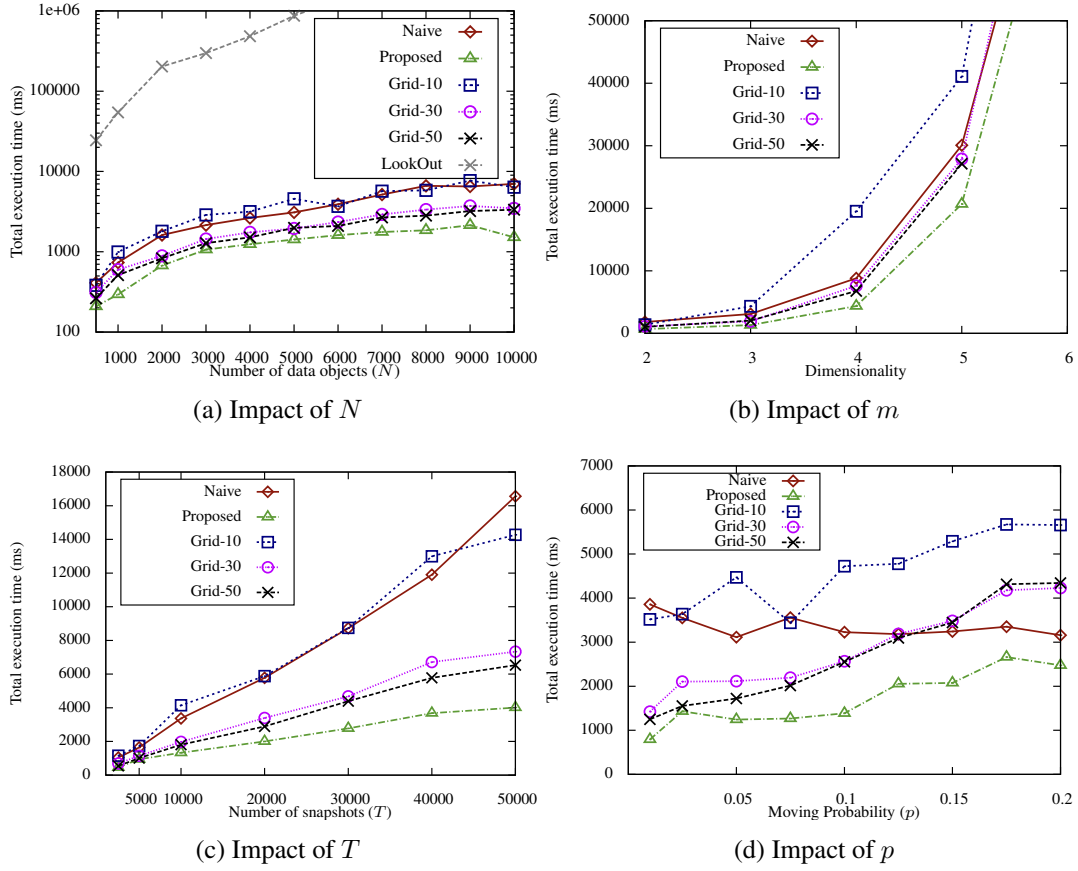 1e+06
100000
10000
1000
100
Total execution time (ms)
Naive
Proposed
Grid-10
Grid-30
Grid-50
LookOut
1000 2000 3000 4000 5000 6000 7000 8000 9000 10000
Number of data objects (N)
(a) Impact of N
50000
40000
30000
20000
10000
0
Total execution time (ms)
Naive
Proposed
Grid-10
Grid-30
Grid-50
2 3 4 5 6
Dimensionality
(b) Impact of m
18000
16000
14000
12000
10000
8000
6000
4000
2000
0
Total execution time (ms)
Naive
Proposed
Grid-10
Grid-30
Grid-50
5000 10000 20000 30000 40000 50000
Number of snapshots (T)
(c) Impact of T
7000
6000
5000
4000
3000
2000
1000
0
Total execution time (ms)
Naive
Proposed
Grid-10
Grid-30
Grid-50
0.05 0.1 0.15 0.2
Moving Probability (p)
(d) Impact of p